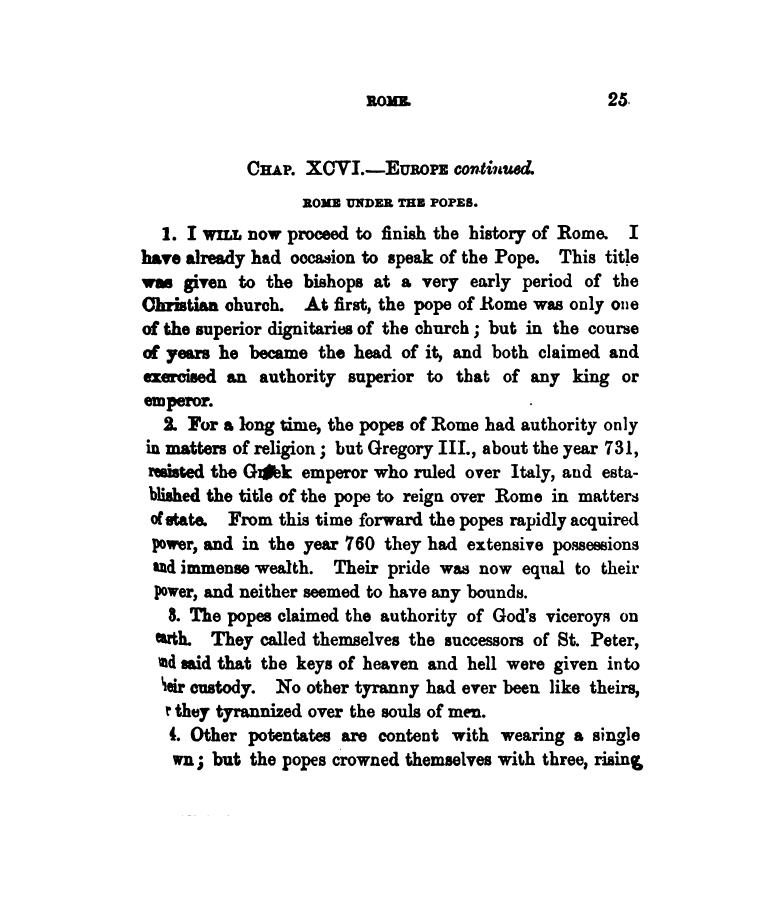 ROME. 25
CHAP. XCVI.—EUROPE continued.
ROME UNDER THE POPES.
1. I WILL now proceed to finish the history of Rome. I
have already had occasion to speak of the Pope. This title
was given to the bishops at a very early period of the
Christian church. At first, the pope of Rome was only one
of the superior dignitaries of the church; but in the course
of years he became the head of it, and both claimed and
exercised an authority superior to that of any king or
emperor.
2. For a long time, the popes of Rome had authority only
in matters of religion; but Gregory III., about the year 731,
resisted the Greek emperor who ruled over Italy, and esta-
blished the title of the pope to reign over Rome in matters
of state. From this time forward the popes rapidly acquired
power, and in the year 760 they had extensive possessions
and immense wealth. Their pride was now equal to their
power, and neither seemed to have any bounds.
3. The popes claimed the authority of God's viceroys on
earth. They called themselves the successors of St. Peter,
and said that the keys of heaven and hell were given into
heir custody. No other tyranny had ever been like theirs,
r they tyrannized over the souls of men.
4. Other potentates are content with wearing a single
wn; but the popes crowned themselves with three, rising